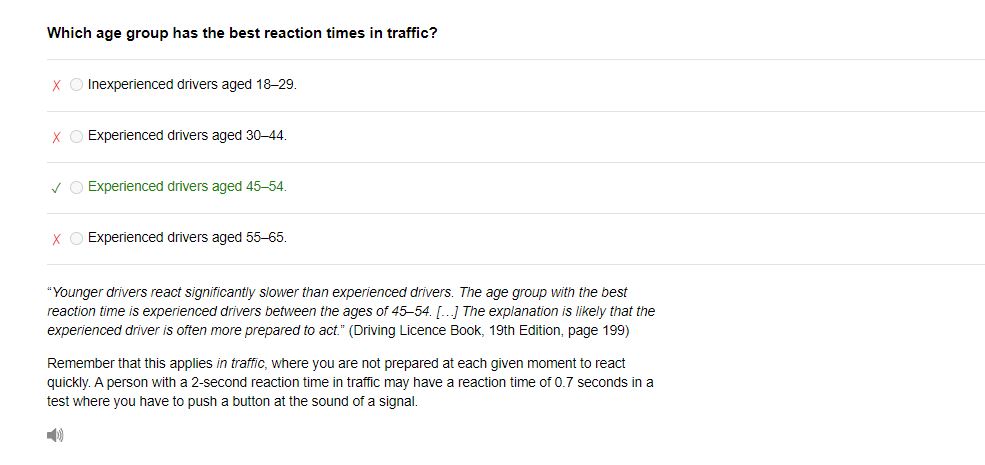 Which age group has the best reaction times in traffic?
✗ Inexperienced drivers aged 18–29.
✗ Experienced drivers aged 30–44.
✓ Experienced drivers aged 45–54.
✗ Experienced drivers aged 55–65.
“Younger drivers react significantly slower than experienced drivers. The age group with the best
reaction time is experienced drivers between the ages of 45–54. […] The explanation is likely that the
experienced driver is often more prepared to act.” (Driving Licence Book, 19th Edition, page 199)
Remember that this applies in traffic, where you are not prepared at each given moment to react
quickly. A person with a 2-second reaction time in traffic may have a reaction time of 0.7 seconds in a
test where you have to push a button at the sound of a signal.